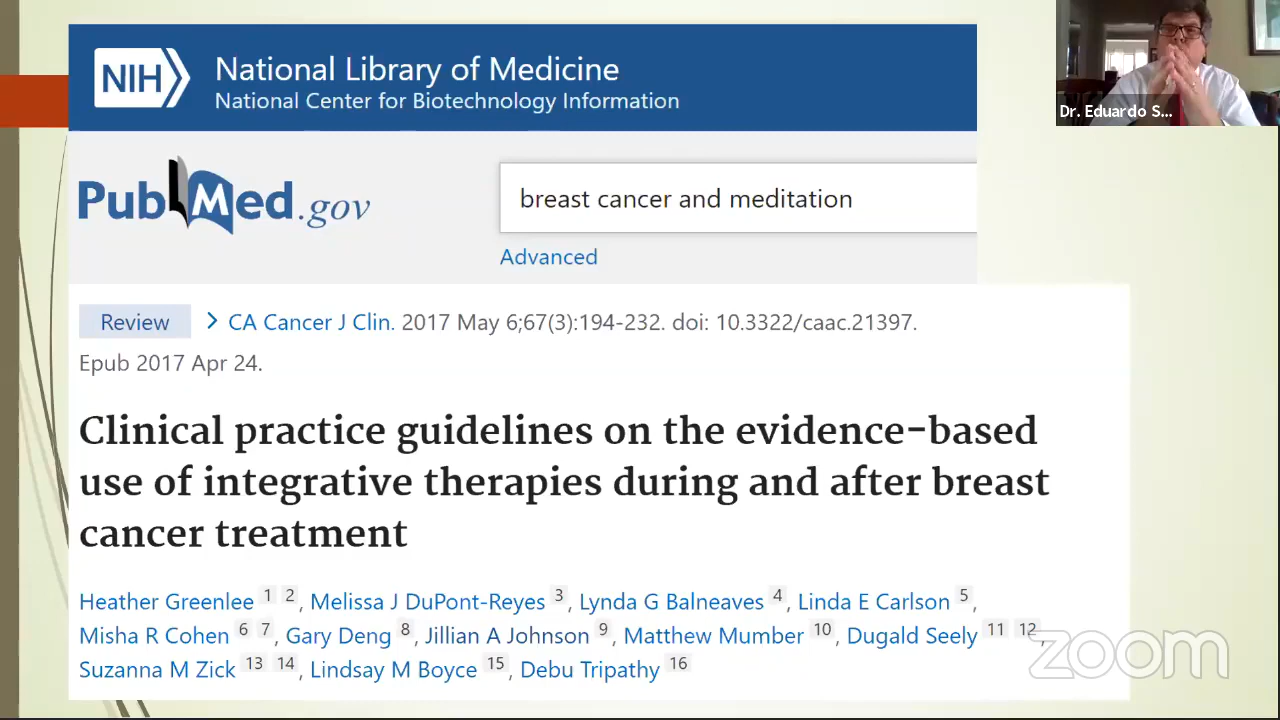 NIH
National Library of Medicine
National Center for Biotechnology Information
Dr. Eduardo S...
PubMed.gov
breast cancer and meditation
Advanced
Review > CA Cancer J Clin. 2017 May 6;67(3):194-232. doi: 10.3322/caac.21397.
Epub 2017 Apr 24.
Clinical practice guidelines on the evidence-based
use of integrative therapies during and after breast
cancer treatment
Heather Greenlee 1 2, Melissa J DuPont-Reyes 3, Lynda G Balneaves 4, Linda E Carlson 5,
Misha R Cohen 6 7, Gary Deng 8, Jillian A Johnson 9, Matthew Mumber 10, Dugald Seely 11 12,
Suzanna M Zick 13 14, Lindsay M Boyce 15, Debu Tripathy 16
zoom